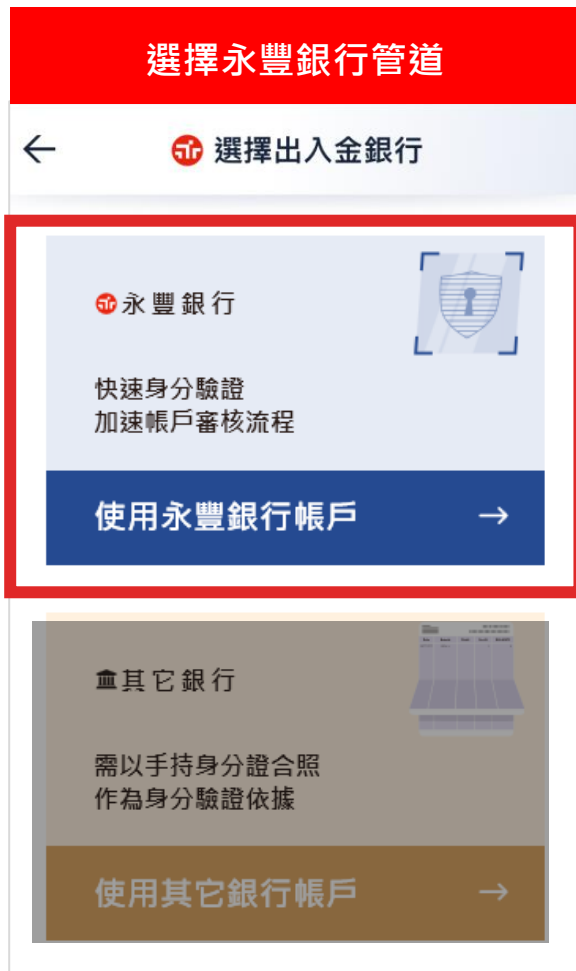 選擇永豐銀行管道
選擇出入金銀行
永豐銀行
快速身分驗證
加速帳戶審核流程
使用永豐銀行帳戶
其它銀行
需以手持身分證合照
作為身分驗證依據
使用其它銀行帳戶